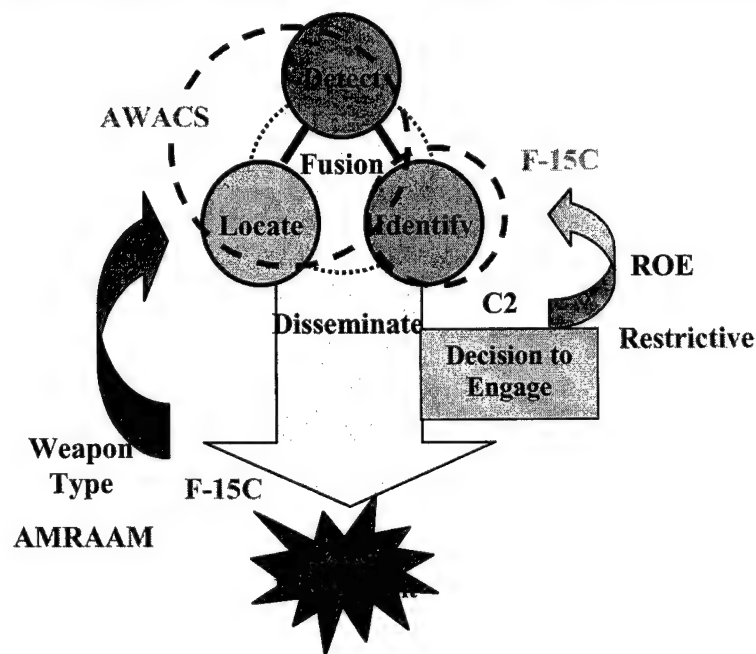 Detect
AWACS
Fusion
F-15C
Locate
Identify
ROE
C2
Disseminate
Restrictive
Decision to
Engage
Weapon
Type
F-15C
AMRAAM